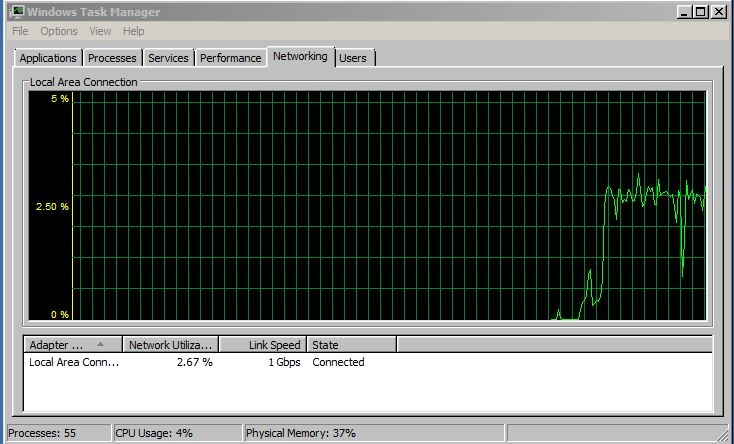 Windows Task Manager
File Options View Help
Applications Processes Services Performance Networking Users
Local Area Connection
5 %
2.50 %
0 %
Adapter ... Network Utiliza... Link Speed State
Local Area Conn... 2.67 % 1 Gbps Connected
Processes: 55 CPU Usage: 4% Physical Memory: 37%